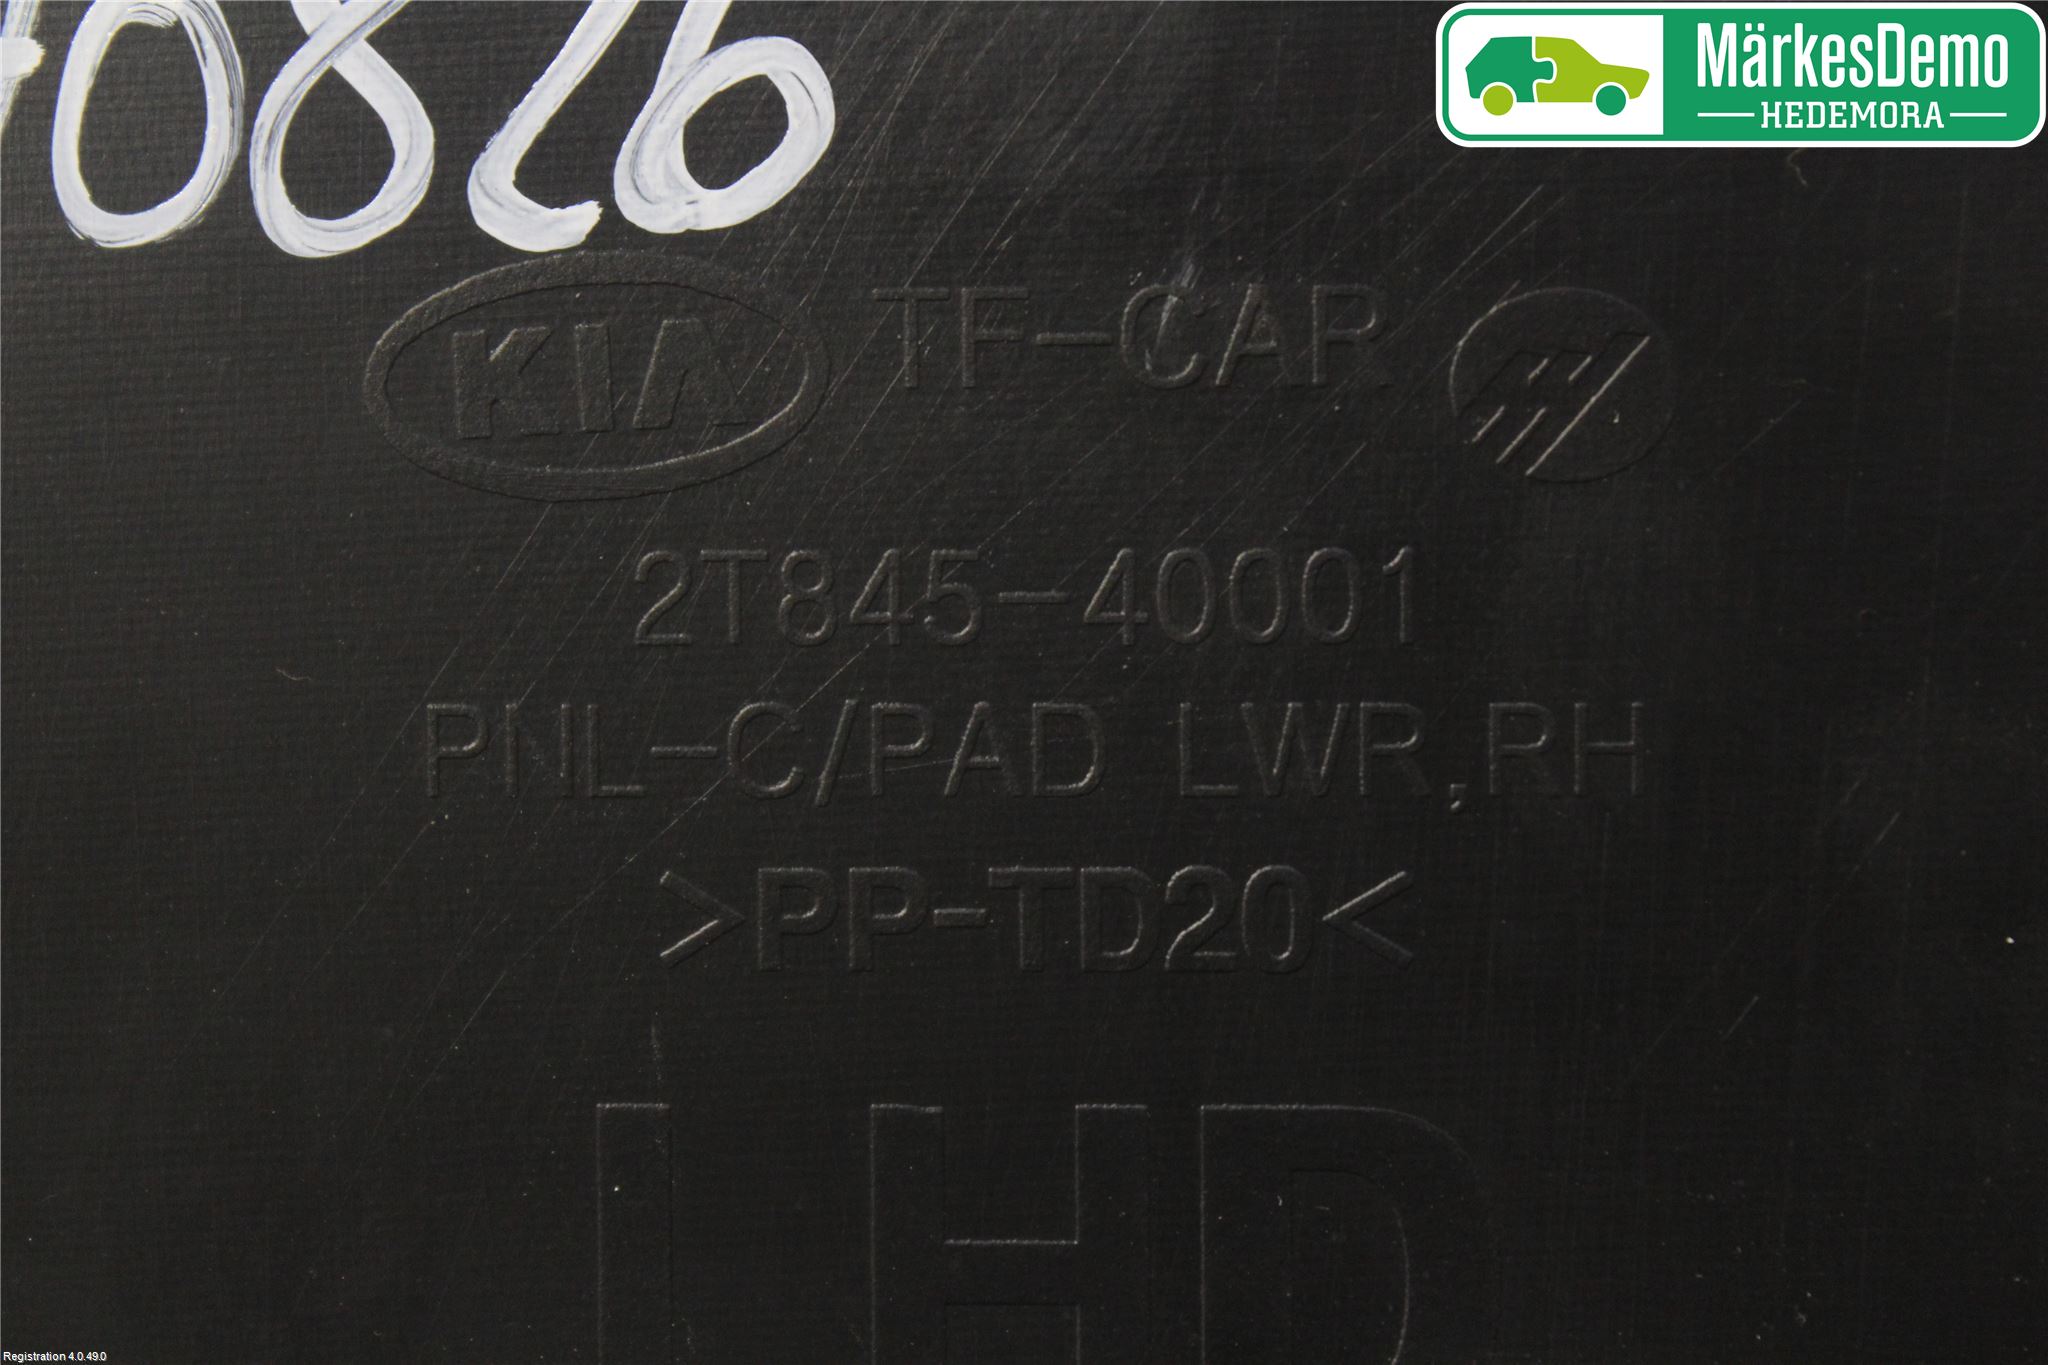 0826
MärkesDemo
HEDEMORA
KIA TF-CAR
2T845-40001
PNL-C/PAD LWR,RH
>PP-TD20<
LHD
Registration 4.0.49.0